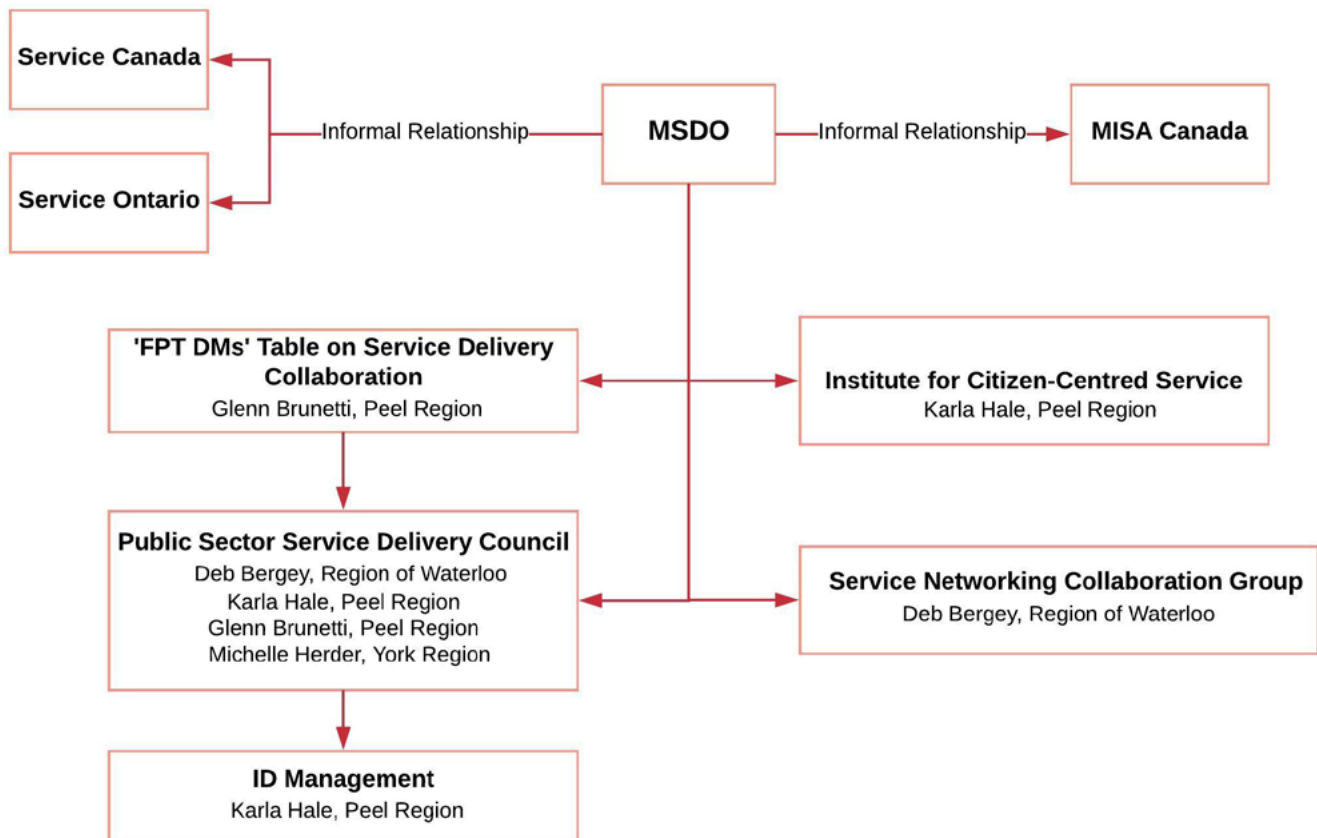 Service Canada
Informal Relationship
MSDO
Informal Relationship
MISA Canada
Service Ontario
'FPT DMs' Table on Service Delivery
Collaboration
Glenn Brunetti, Peel Region
Institute for Citizen-Centred Service
Karla Hale, Peel Region
Public Sector Service Delivery Council
Deb Bergey, Region of Waterloo
Karla Hale, Peel Region
Glenn Brunetti, Peel Region
Michelle Herder, York Region
Service Networking Collaboration Group
Deb Bergey, Region of Waterloo
ID Management
Karla Hale, Peel Region